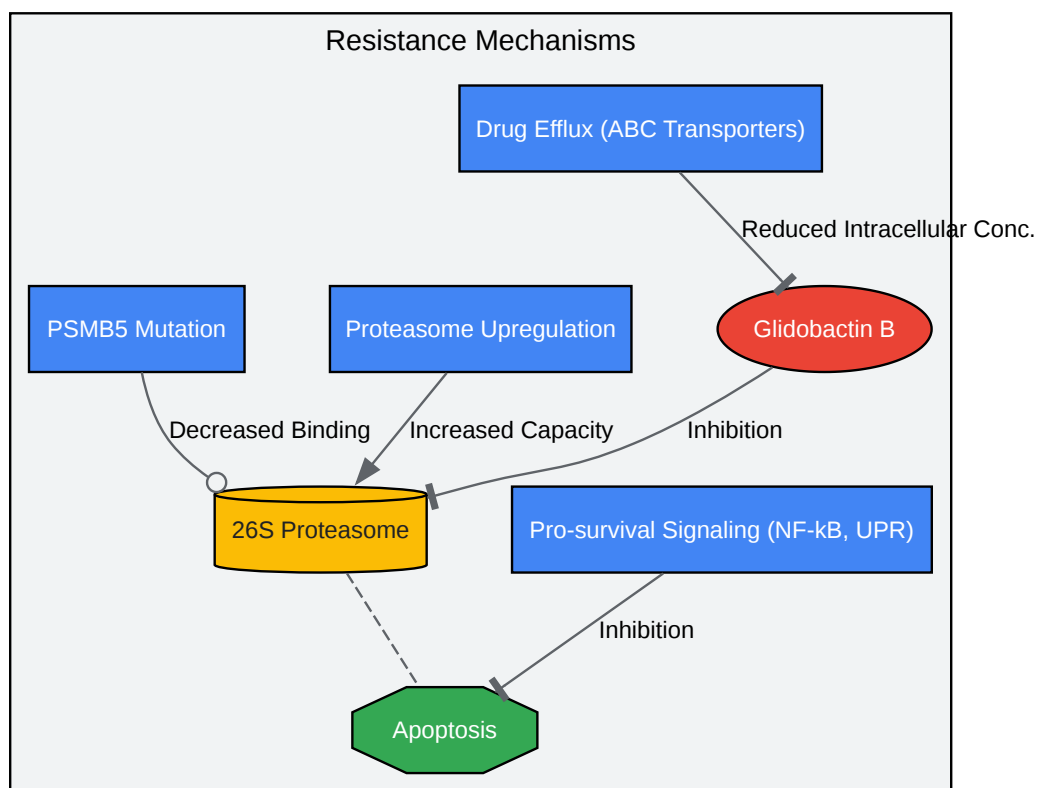 Resistance Mechanisms
Drug Efflux (ABC Transporters)
Reduced Intracellular Conc.
PSMB5 Mutation
Proteasome Upregulation
Glidobactin B
Decreased Binding
Increased Capacity
Inhibition
26S Proteasome
Pro-survival Signaling (NF-kB, UPR)
Inhibition
Apoptosis